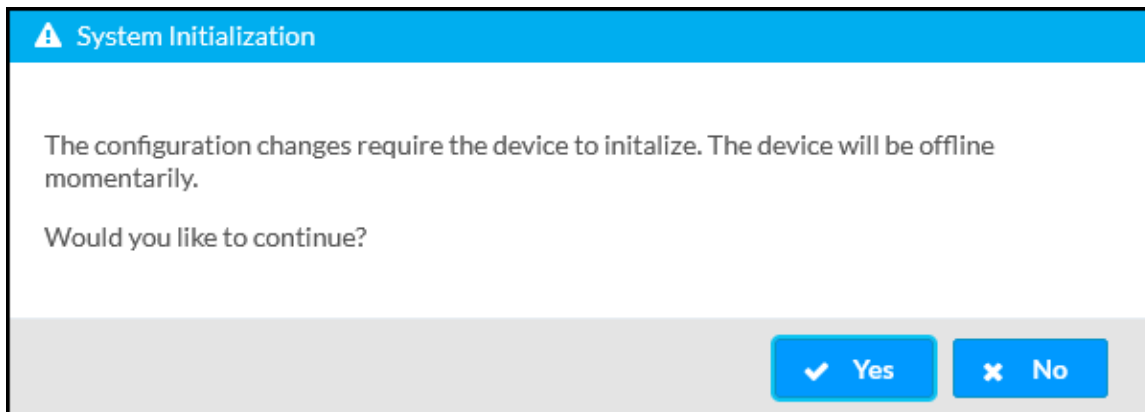 System Initialization
The configuration changes require the device to initalize. The device will be offline
momentarily.
Would you like to continue?
Yes
No